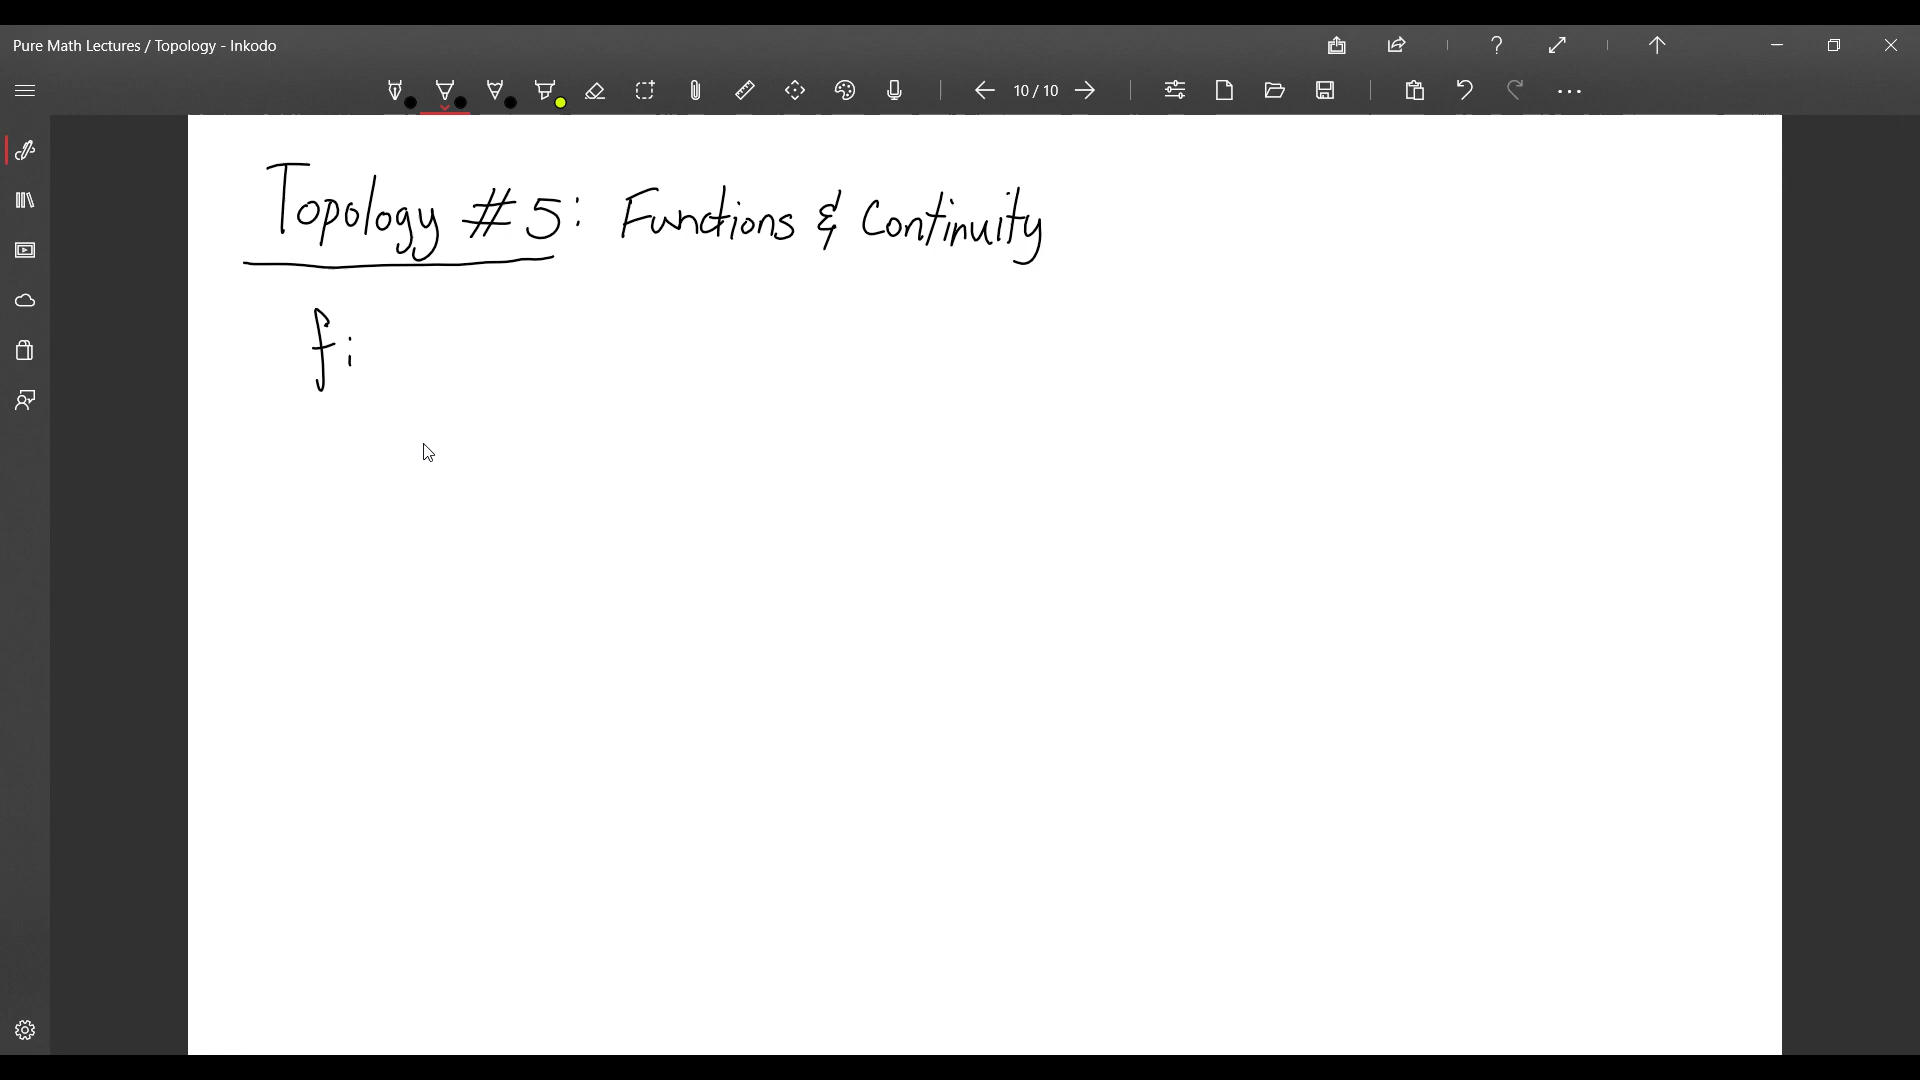 Pure Math Lectures / Topology - Inkodo
10 / 10
Topology #5: Functions & Continuity
f: